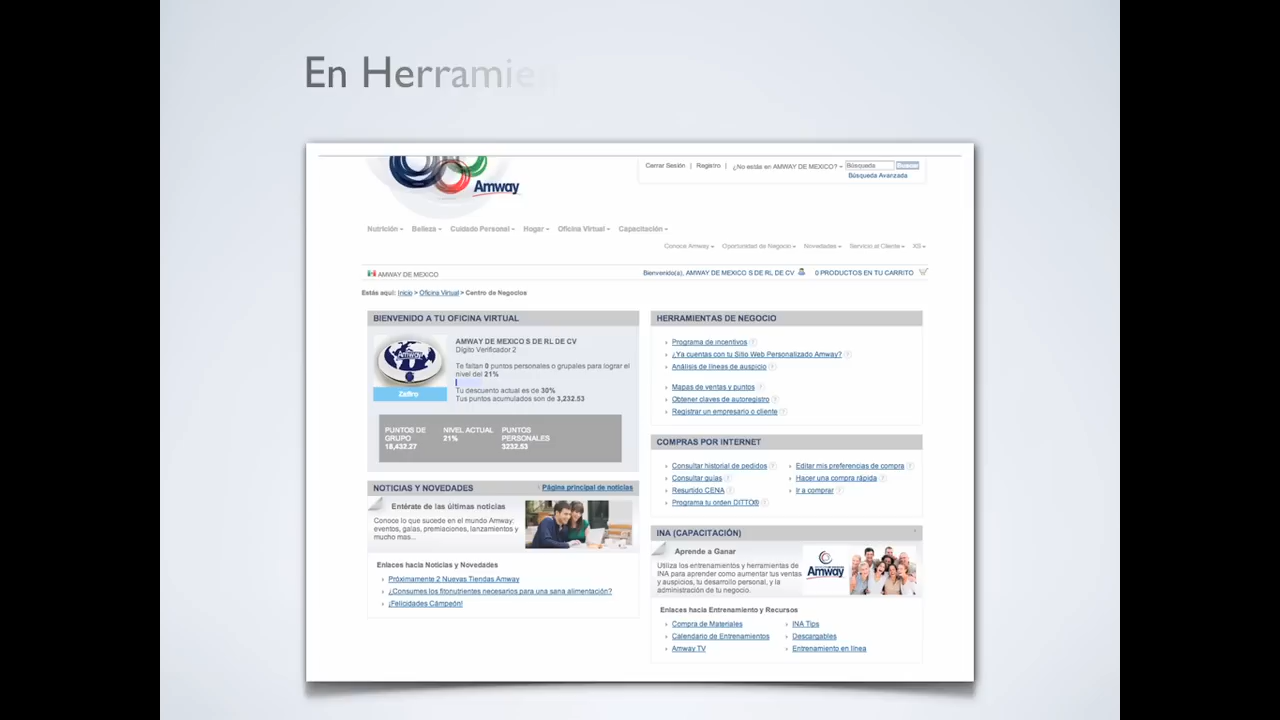 En Herramien
Amway
Cerrar Sesión | Registro | ¿No estás en AMWAY DE MEXICO? Búsqueda Buscar
Búsqueda Avanzada
Nutrición Belleza Cuidado Personal Hogar Oficina Virtual Capacitación
Conoce Amway Oportunidad de Negocio Novedades Servicio al Cliente XS
AMWAY DE MEXICO
Bienvenido(a), AMWAY DE MEXICO S DE RL DE CV 0 PRODUCTOS EN TU CARRITO
Estás aquí: Inicio > Oficina Virtual > Centro de Negocios
BIENVENIDO A TU OFICINA VIRTUAL
Amway
Zafiro
AMWAY DE MEXICO S DE RL DE CV
Dígito Verificador 2
Te faltan 0 puntos personales o grupales para lograr el
nivel del 21%
Tu descuento actual es de 30%
Tus puntos acumulados son de 3,232.53
PUNTOS DE GRUPO
18,432.27
NIVEL ACTUAL
21%
PUNTOS PERSONALES
3232.53
NOTICIAS Y NOVEDADES Página principal de noticias
Entérate de las últimas noticias
Conoce lo que sucede en el mundo Amway:
eventos, galas, premiaciones, lanzamientos y
mucho mas...
Enlaces hacia Noticias y Novedades
Próximamente 2 Nuevas Tiendas Amway
¿Consumes los fitonutrientes necesarios para una sana alimentación?
¡Felicidades Cámpeón!
HERRAMIENTAS DE NEGOCIO
Programa de incentivos ?
¿Ya cuentas con tu Sitio Web Personalizado Amway? ?
Análisis de líneas de auspicio ?
Mapas de ventas y puntos ?
Obtener claves de autoregistro ?
Registrar un empresario o cliente ?
COMPRAS POR INTERNET
Consultar historial de pedidos ? Editar mis preferencias de compra ?
Consultar guías ? Hacer una compra rápida ?
Resurtido CENA ? Ir a comprar ?
Programa tu orden DITTO® ?
INA (CAPACITACIÓN)
Aprende a Ganar
Utiliza los entrenamientos y herramientas de
INA para aprender como aumentar tus ventas
y auspicios, tu desarrollo personal, y la
administración de tu negocio.
Amway
Enlaces hacia Entrenamiento y Recursos
Compra de Materiales INA Tips
Calendario de Entrenamientos Descargables
Amway TV Entrenamiento en línea